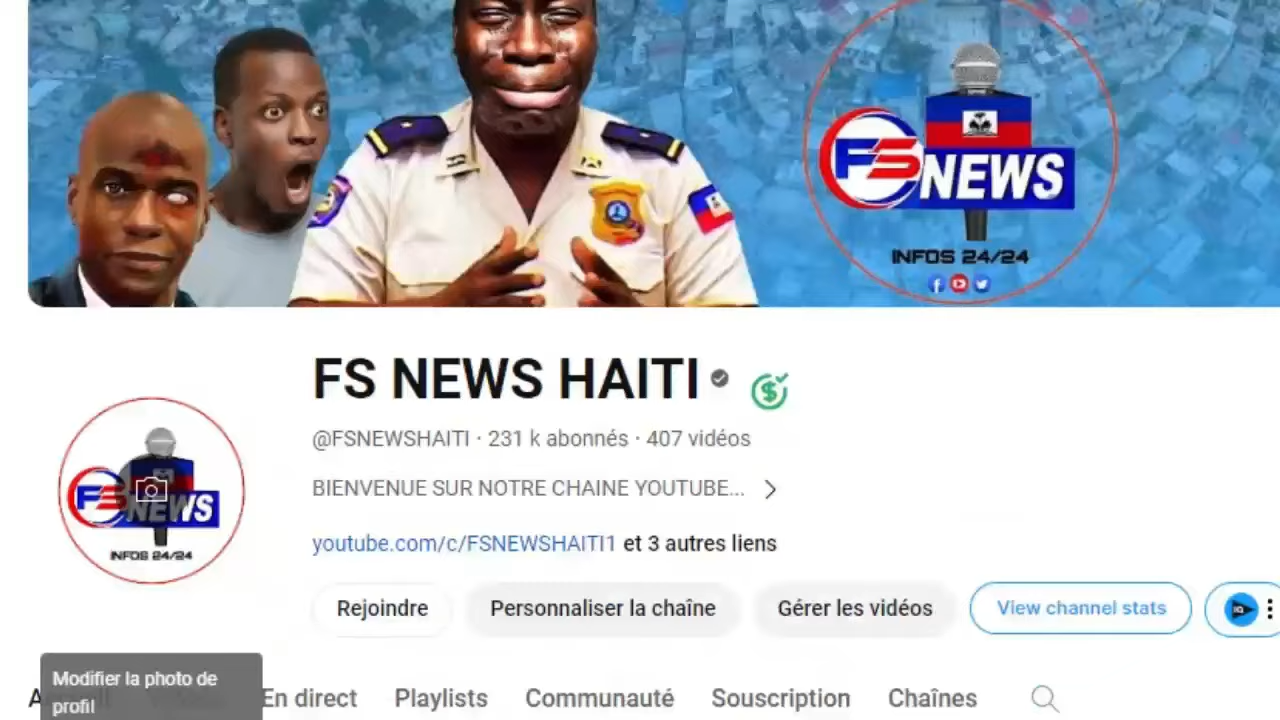 FS NEWS
INFOS 24/24
FS NEWS HAITI
@FSNEWSHAITI · 231 k abonnés · 407 vidéos
BIENVENUE SUR NOTRE CHAINE YOUTUBE...
youtube.com/c/FSNEWSHAITI1 et 3 autres liens
FS NEWS
INFOS 24/24
Rejoindre Personnaliser la chaîne Gérer les vidéos View channel stats
Modifier la photo de
profil
En direct Playlists Communauté Souscription Chaînes